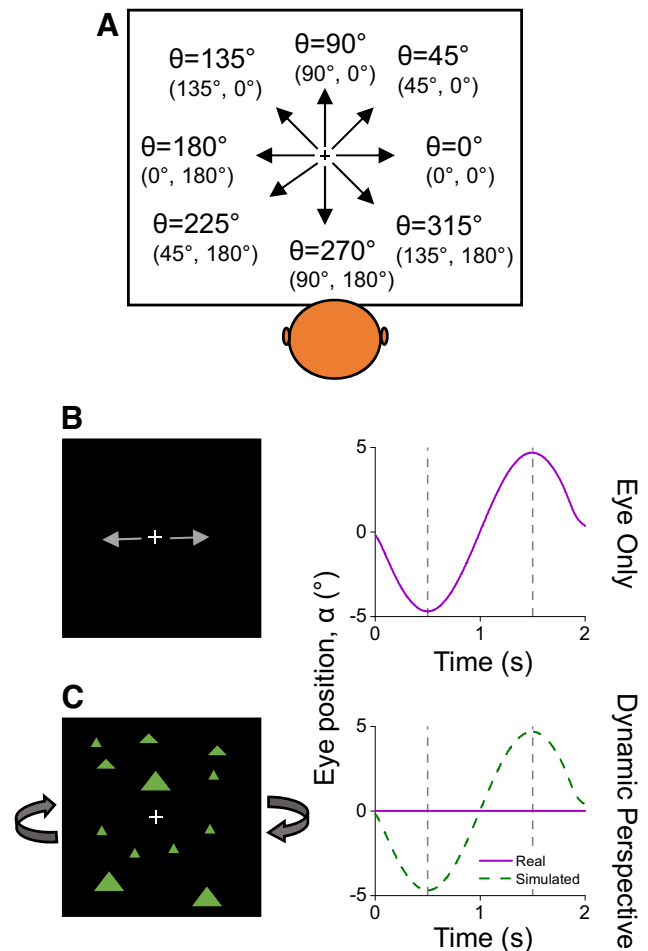 A
θ=135°
(135°, 0°)
θ=90°
(90°, 0°)
θ=45°
(45°, 0°)
θ=180°
(0°, 180°)
θ=0°
(0°, 0°)
θ=225°
(45°, 180°)
θ=270°
(90°, 180°)
θ=315°
(135°, 180°)
B
5
0
-5
0
1
2
Time (s)
Eye Only
Eye position, α (°)
C
5
0
-5
Real
Simulated
0
1
2
Time (s)
Dynamic Perspective